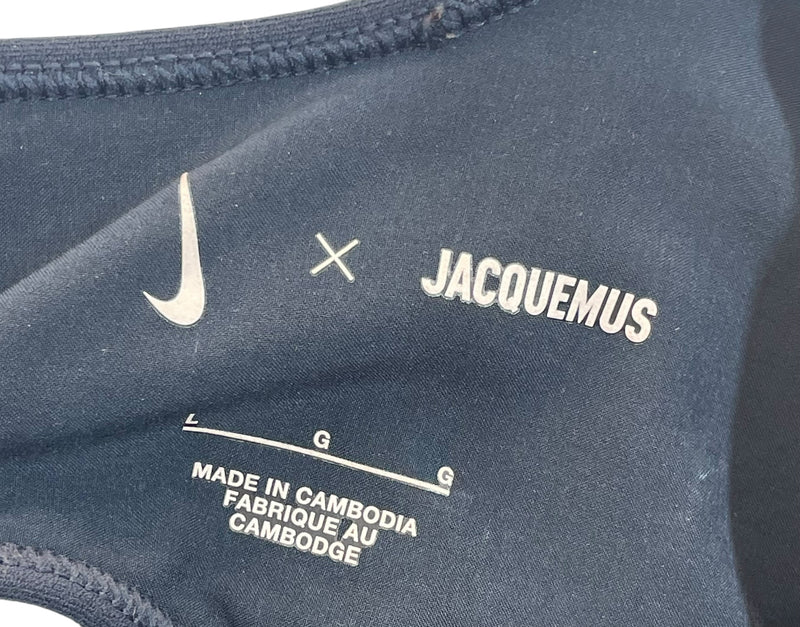 × JACQUEMUS
L G G
MADE IN CAMBODIA
FABRIQUE AU
CAMBODGE